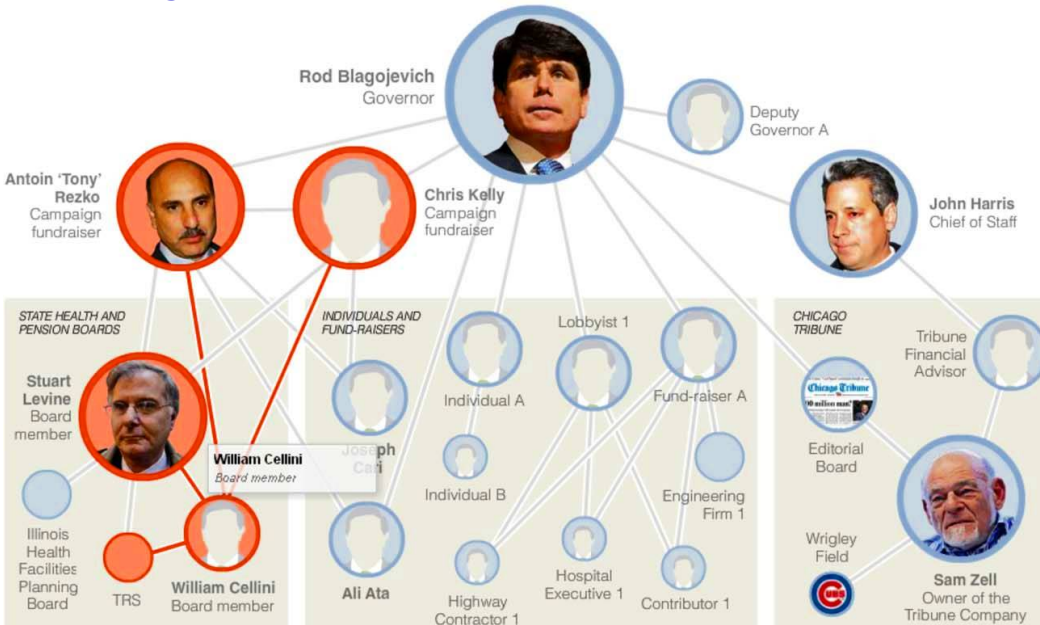 Rod Blagojevich
Governor
Deputy
Governor A
Antoin 'Tony'
Rezko
Campaign
fundraiser
Chris Kelly
Campaign
fundraiser
John Harris
Chief of Staff
STATE HEALTH AND
PENSION BOARDS
INDIVIDUALS AND
FUND-RAISERS
CHICAGO
TRIBUNE
Stuart
Levine
Board
member
Individual A
Lobbyist 1
Fund-raiser A
Tribune
Financial
Advisor
Chicago Tribune
Editorial
Board
Joseph
Cari
William Cellini
Board member
Individual B
Engineering
Firm 1
Illinois
Health
Facilities
Planning
Board
TRS
William Cellini
Board member
Ali Ata
Highway
Contractor 1
Hospital
Executive 1
Contributor 1
Wrigley
Field
CUBS
Sam Zell
Owner of the
Tribune Company